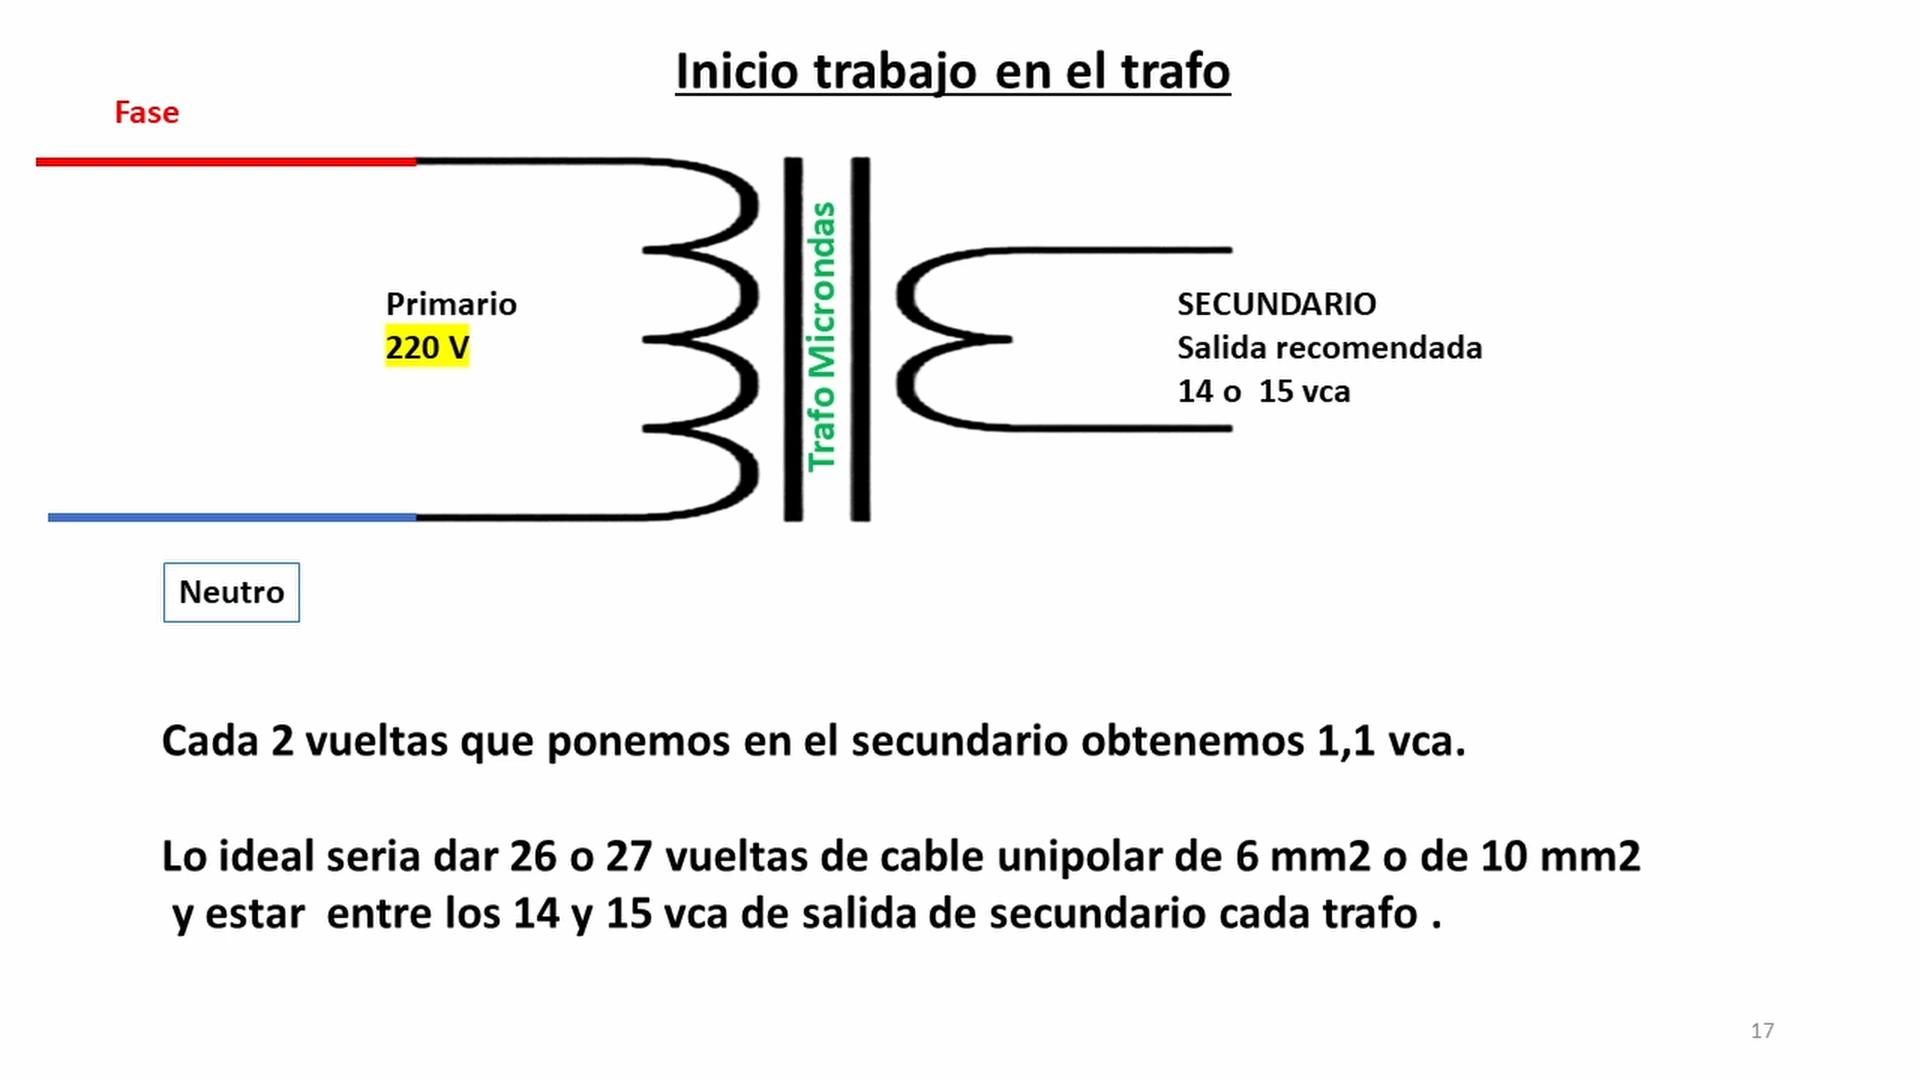 Inicio trabajo en el trafo
Fase
Trafo Microndas
Primario
220 V
SECUNDARIO
Salida recomendada
14 o  15 vca
Neutro
Cada 2 vueltas que ponemos en el secundario obtenemos 1,1 vca.
Lo ideal seria dar 26 o 27 vueltas de cable unipolar de 6 mm2 o de 10 mm2
y estar  entre los 14 y 15 vca de salida de secundario cada trafo .
17